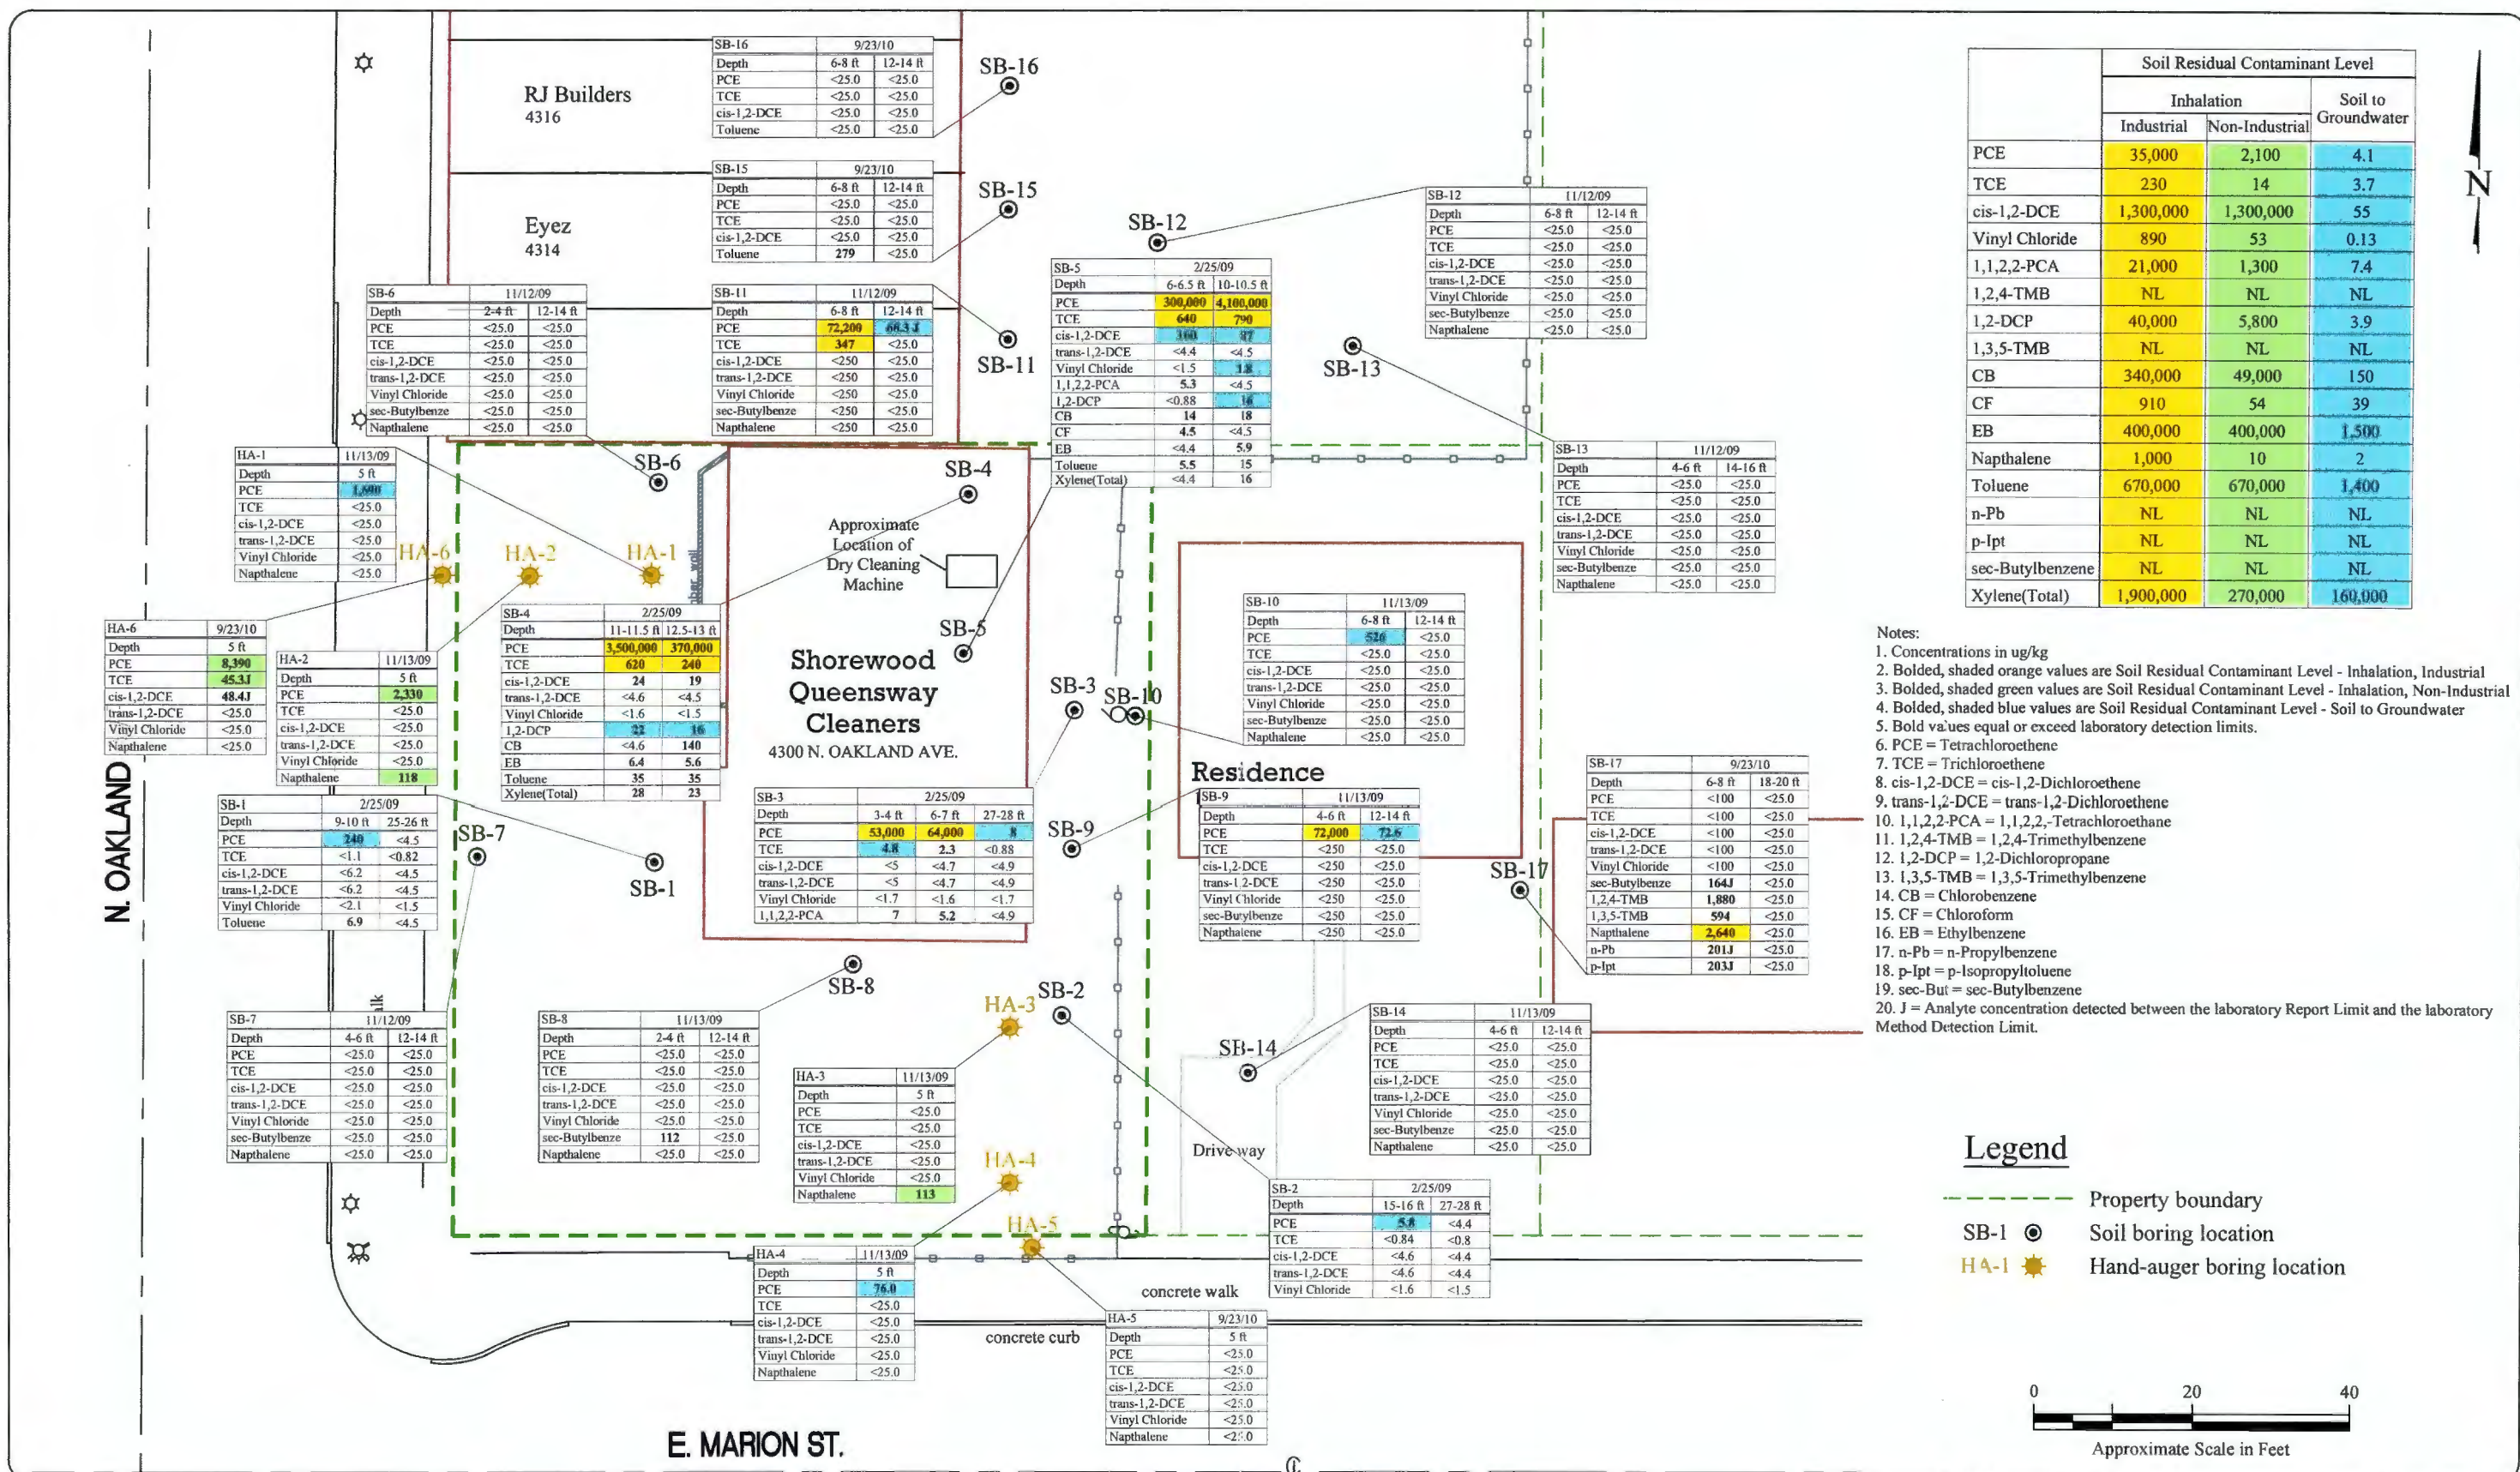 RJ Builders
4316
Eyez
4314
SB-16 9/23/10
Depth 6-8 ft 12-14 ft
PCE <25.0 <25.0
TCE <25.0 <25.0
cis-1,2-DCE <25.0 <25.0
Toluene <25.0 <25.0
SB-16
SB-15 9/23/10
Depth 6-8 ft 12-14 ft
PCE <25.0 <25.0
TCE <25.0 <25.0
cis-1,2-DCE <25.0 <25.0
Toluene 279 <25.0
SB-15
SB-6 11/12/09
Depth 2-4 ft 12-14 ft
PCE <25.0 <25.0
TCE <25.0 <25.0
cis-1,2-DCE <25.0 <25.0
trans-1,2-DCE <25.0 <25.0
Vinyl Chloride <25.0 <25.0
sec-Butylbenze <25.0 <25.0
Napthalene <25.0 <25.0
SB-11 11/12/09
Depth 6-8 ft 12-14 ft
PCE 72,200 68.3 J
TCE 347 <25.0
cis-1,2-DCE <250 <25.0
trans-1,2-DCE <250 <25.0
Vinyl Chloride <250 <25.0
sec-Butylbenze <250 <25.0
Napthalene <250 <25.0
SB-11
SB-12
SB-5 2/25/09
Depth 6-6.5 ft 10-10.5 ft
PCE 300,000 4,100,000
TCE 640 790
cis-1,2-DCE
trans-1,2-DCE <4.4 <4.5
Vinyl Chloride <1.5 1.8
1,1,2,2-PCA 5.3 <4.5
1,2-DCP <0.88 16
CB 14 18
CF 4.5 <4.5
EB <4.4 5.9
Toluene 5.5 15
Xylene(Total) <4.4 16
SB-12 11/12/09
Depth 6-8 ft 12-14 ft
PCE <25.0 <25.0
TCE <25.0 <25.0
cis-1,2-DCE <25.0 <25.0
trans-1,2-DCE <25.0 <25.0
Vinyl Chloride <25.0 <25.0
sec-Butylbenze <25.0 <25.0
Napthalene <25.0 <25.0
SB-13
SB-13 11/12/09
Depth 4-6 ft 14-16 ft
PCE <25.0 <25.0
TCE <25.0 <25.0
cis-1,2-DCE <25.0 <25.0
trans-1,2-DCE <25.0 <25.0
Vinyl Chloride <25.0 <25.0
sec-Butylbenze <25.0 <25.0
Napthalene <25.0 <25.0
Soil Residual Contaminant Level
Inhalation Soil to Groundwater
Industrial Non-Industrial
PCE 35,000 2,100 4.1
TCE 230 14 3.7
cis-1,2-DCE 1,300,000 1,300,000 55
Vinyl Chloride 890 53 0.13
1,1,2,2-PCA 21,000 1,300 7.4
1,2,4-TMB NL NL NL
1,2-DCP 40,000 5,800 3.9
1,3,5-TMB NL NL NL
CB 340,000 49,000 150
CF 910 54 39
EB 400,000 400,000 1,500
Napthalene 1,000 10 2
Toluene 670,000 670,000 1,400
n-Pb NL NL NL
p-Ipt NL NL NL
sec-Butylbenzene NL NL NL
Xylene(Total) 1,900,000 270,000 160,000
N
HA-1 11/13/09
Depth 5 ft
PCE
TCE <25.0
cis-1,2-DCE <25.0
trans-1,2-DCE <25.0
Vinyl Chloride <25.0
Napthalene <25.0
HA-6
HA-2
HA-1
SB-6
SB-4
Approximate
Location of
Dry Cleaning
Machine
SB-5
Shorewood
Queensway
Cleaners
4300 N. OAKLAND AVE.
HA-6 9/23/10
Depth 5 ft
PCE 8,390
TCE 45.3J
cis-1,2-DCE 48.4J
trans-1,2-DCE <25.0
Vinyl Chloride <25.0
Napthalene <25.0
HA-2 11/13/09
Depth 5 ft
PCE 2,330
TCE <25.0
cis-1,2-DCE <25.0
trans-1,2-DCE <25.0
Vinyl Chloride <25.0
Napthalene 118
SB-4 2/25/09
Depth 11-11.5 ft 12.5-13 ft
PCE 3,500,000 370,000
TCE 620 240
cis-1,2-DCE 24 19
trans-1,2-DCE <4.6 <4.5
Vinyl Chloride <1.6 <1.5
1,2-DCP 22 16
CB <4.6 140
EB 6.4 5.6
Toluene 35 35
Xylene(Total) 28 23
SB-3
SB-10
SB-10 11/13/09
Depth 6-8 ft 12-14 ft
PCE 520 <25.0
TCE <25.0 <25.0
cis-1,2-DCE <25.0 <25.0
trans-1,2-DCE <25.0 <25.0
Vinyl Chloride <25.0 <25.0
sec-Butylbenze <25.0 <25.0
Napthalene <25.0 <25.0
Residence
N. OAKLAND
SB-1 2/25/09
Depth 9-10 ft 25-26 ft
PCE 240 <4.5
TCE <1.1 <0.82
cis-1,2-DCE <6.2 <4.5
trans-1,2-DCE <6.2 <4.5
Vinyl Chloride <2.1 <1.5
Toluene 6.9 <4.5
SB-7
SB-1
SB-3 2/25/09
Depth 3-4 ft 6-7 ft 27-28 ft
PCE 53,000 64,000 8
TCE 4.8 2.3 <0.88
cis-1,2-DCE <5 <4.7 <4.9
trans-1,2-DCE <5 <4.7 <4.9
Vinyl Chloride <1.7 <1.6 <1.7
1,1,2,2-PCA 7 5.2 <4.9
SB-9
SB-9 11/13/09
Depth 4-6 ft 12-14 ft
PCE 72,000 72.6
TCE <250 <25.0
cis-1,2-DCE <250 <25.0
trans-1,2-DCE <250 <25.0
Vinyl Chloride <250 <25.0
sec-Butylbenze <250 <25.0
Napthalene <250 <25.0
SB-17
SB-17 9/23/10
Depth 6-8 ft 18-20 ft
PCE <100 <25.0
TCE <100 <25.0
cis-1,2-DCE <100 <25.0
trans-1,2-DCE <100 <25.0
Vinyl Chloride <100 <25.0
sec-Butylbenze 164J <25.0
1,2,4-TMB 1,880 <25.0
1,3,5-TMB 594 <25.0
Napthalene 2,640 <25.0
n-Pb 201J <25.0
p-Ipt 203J <25.0
Notes:
1. Concentrations in ug/kg
2. Bolded, shaded orange values are Soil Residual Contaminant Level - Inhalation, Industrial
3. Bolded, shaded green values are Soil Residual Contaminant Level - Inhalation, Non-Industrial
4. Bolded, shaded blue values are Soil Residual Contaminant Level - Soil to Groundwater
5. Bold values equal or exceed laboratory detection limits.
6. PCE = Tetrachloroethene
7. TCE = Trichloroethene
8. cis-1,2-DCE = cis-1,2-Dichloroethene
9. trans-1,2-DCE = trans-1,2-Dichloroethene
10. 1,1,2,2-PCA = 1,1,2,2,-Tetrachloroethane
11. 1,2,4-TMB = 1,2,4-Trimethylbenzene
12. 1,2-DCP = 1,2-Dichloropropane
13. 1,3,5-TMB = 1,3,5-Trimethylbenzene
14. CB = Chlorobenzene
15. CF = Chloroform
16. EB = Ethylbenzene
17. n-Pb = n-Propylbenzene
18. p-Ipt = p-Isopropyltoluene
19. sec-But = sec-Butylbenzene
20. J = Analyte concentration detected between the laboratory Report Limit and the laboratory
Method Detection Limit.
SB-8
HA-3
SB-2
SB-14
SB-7 11/12/09
Depth 4-6 ft 12-14 ft
PCE <25.0 <25.0
TCE <25.0 <25.0
cis-1,2-DCE <25.0 <25.0
trans-1,2-DCE <25.0 <25.0
Vinyl Chloride <25.0 <25.0
sec-Butylbenze <25.0 <25.0
Napthalene <25.0 <25.0
SB-8 11/13/09
Depth 2-4 ft 12-14 ft
PCE <25.0 <25.0
TCE <25.0 <25.0
cis-1,2-DCE <25.0 <25.0
trans-1,2-DCE <25.0 <25.0
Vinyl Chloride <25.0 <25.0
sec-Butylbenze 112 <25.0
Napthalene <25.0 <25.0
HA-3 11/13/09
Depth 5 ft
PCE <25.0
TCE <25.0
cis-1,2-DCE <25.0
trans-1,2-DCE <25.0
Vinyl Chloride <25.0
Napthalene 113
HA-4
HA-5
SB-14 11/13/09
Depth 4-6 ft 12-14 ft
PCE <25.0 <25.0
TCE <25.0 <25.0
cis-1,2-DCE <25.0 <25.0
trans-1,2-DCE <25.0 <25.0
Vinyl Chloride <25.0 <25.0
sec-Butylbenze <25.0 <25.0
Napthalene <25.0 <25.0
Drive way
SB-2 2/25/09
Depth 15-16 ft 27-28 ft
PCE 5.8 <4.4
TCE <0.84 <0.8
cis-1,2-DCE <4.6 <4.4
trans-1,2-DCE <4.6 <4.4
Vinyl Chloride <1.6 <1.5
HA-4 11/13/09
Depth 5 ft
PCE 76.0
TCE <25.0
cis-1,2-DCE <25.0
trans-1,2-DCE <25.0
Vinyl Chloride <25.0
Napthalene <25.0
concrete walk
concrete curb
HA-5 9/23/10
Depth 5 ft
PCE <25.0
TCE <25.0
cis-1,2-DCE <25.0
trans-1,2-DCE <25.0
Vinyl Chloride <25.0
Napthalene <25.0
E. MARION ST.
Legend
Property boundary
SB-1 Soil boring location
HA-1 Hand-auger boring location
0 20 40
Approximate Scale in Feet